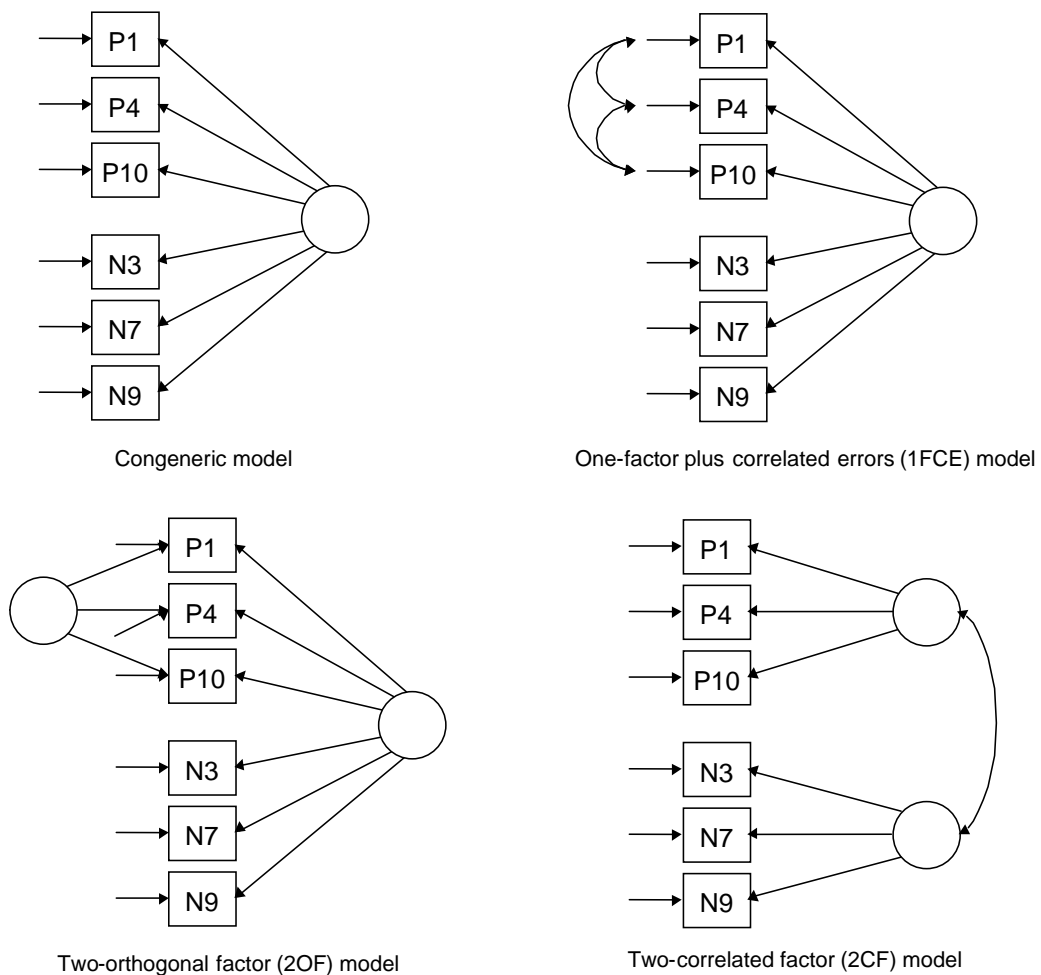 P1
P4
P10
N3
N7
N9
Congeneric model
P1
P4
P10
N3
N7
N9
One-factor plus correlated errors (1FCE) model
P1
P4
P10
N3
N7
N9
Two-orthogonal factor (2OF) model
P1
P4
P10
N3
N7
N9
Two-correlated factor (2CF) model